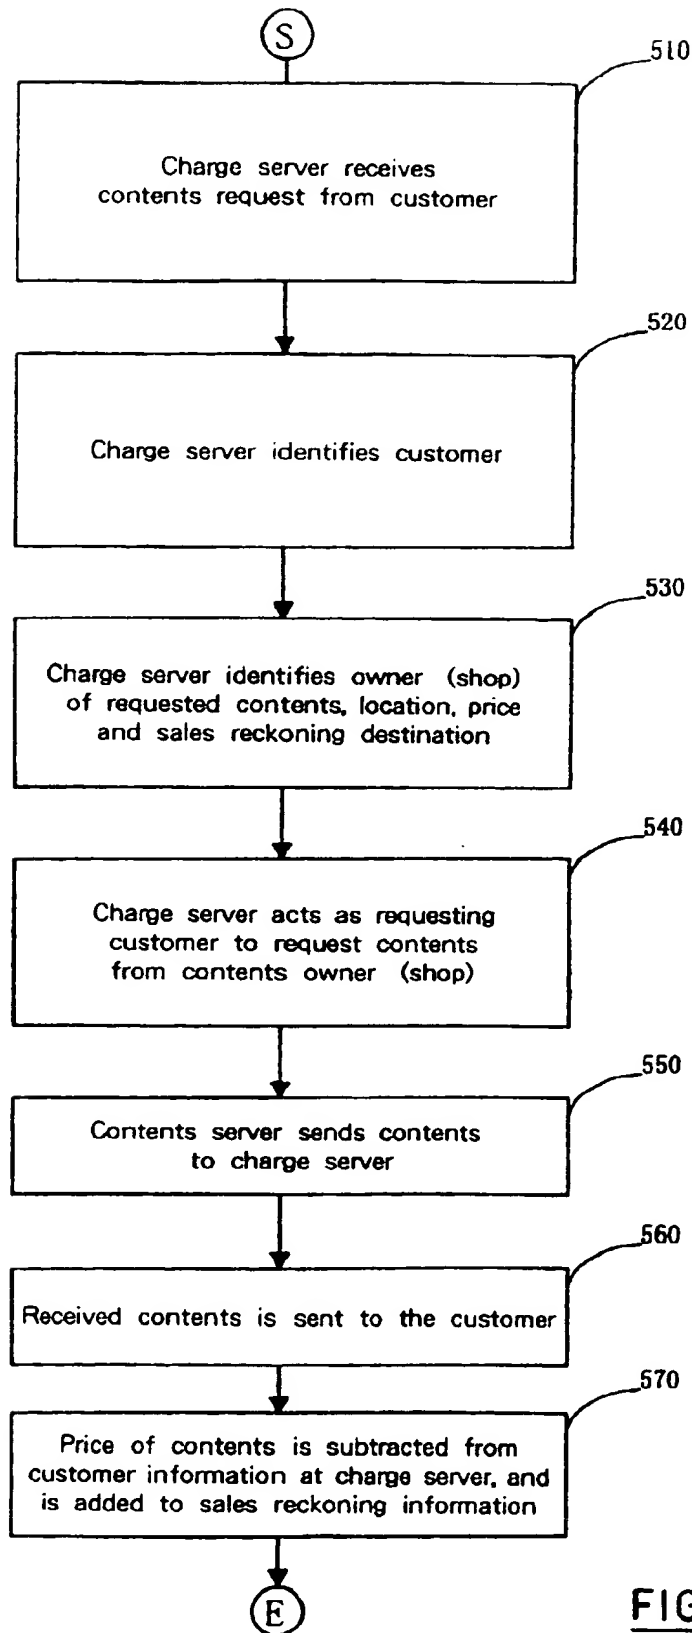 S
510
Charge server receives
contents request from customer
520
Charge server identifies customer
530
Charge server identifies owner (shop)
of requested contents, location, price
and sales reckoning destination
540
Charge server acts as requesting
customer to request contents
from contents owner (shop)
550
Contents server sends contents
to charge server
560
Received contents is sent to the customer
570
Price of contents is subtracted from
customer information at charge server, and
is added to sales reckoning information
E
FIG